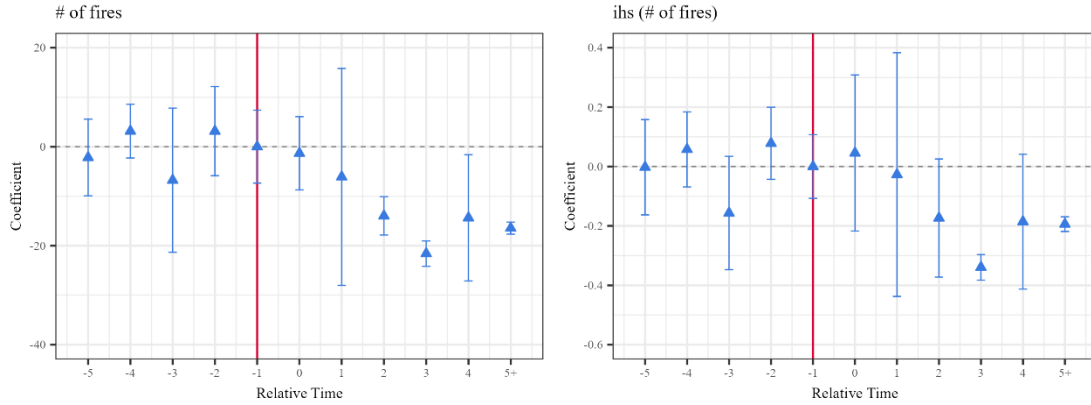 # of fires
20
0
-20
-40
Coefficient
-5 -4 -3 -2 -1 0 1 2 3 4 5+
Relative Time
ihs (# of fires)
0.4
0.2
0.0
-0.2
-0.4
-0.6
Coefficient
-5 -4 -3 -2 -1 0 1 2 3 4 5+
Relative Time